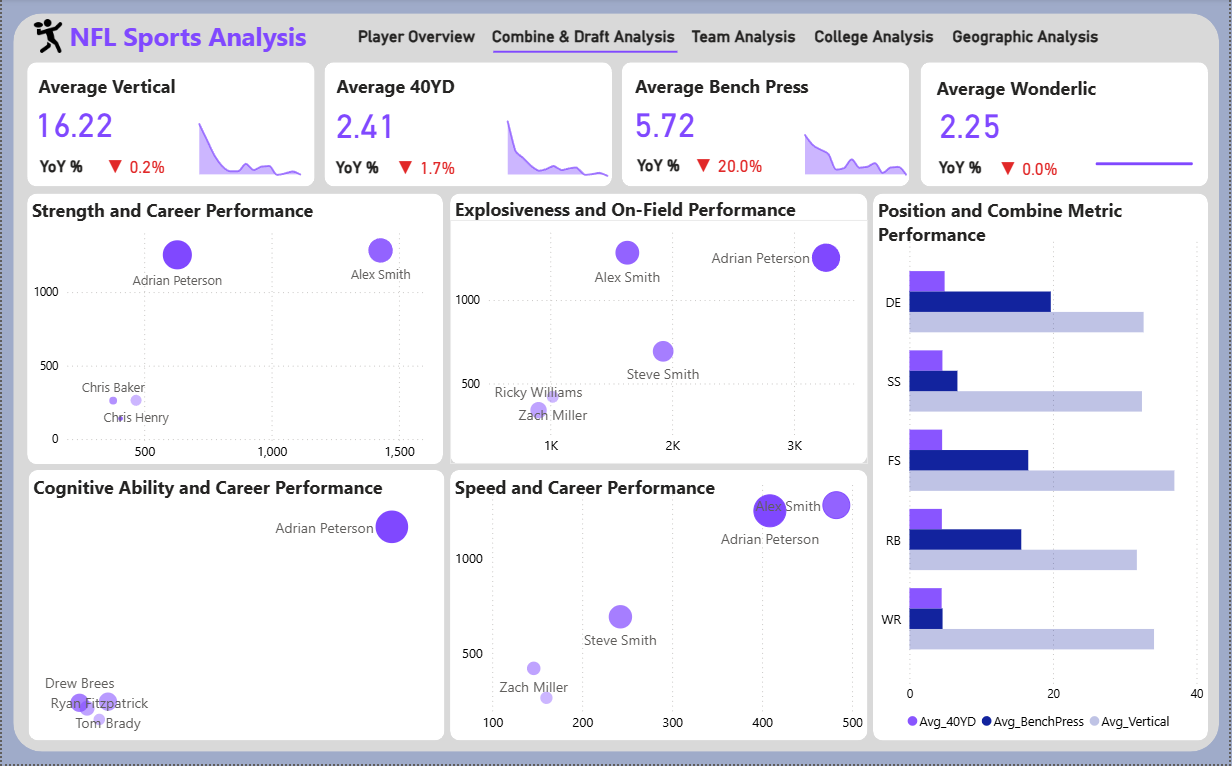 NFL Sports Analysis
Player Overview
Combine & Draft Analysis
Team Analysis
College Analysis
Geographic Analysis
Average Vertical
16.22
YoY % ▼ 0.2%
Average 40YD
2.41
YoY % ▼ 1.7%
Average Bench Press
5.72
YoY % ▼ 20.0%
Average Wonderlic
2.25
YoY % ▼ 0.0%
Strength and Career Performance
Adrian Peterson
Alex Smith
1000
500
Chris Baker
Chris Henry
0
500
1,000
1,500
Explosiveness and On-Field Performance
Adrian Peterson
Alex Smith
1000
Steve Smith
500
Ricky Williams
Zach Miller
1K
2K
3K
Position and Combine Metric
Performance
DE
SS
FS
RB
WR
0
20
40
Avg_40YD
Avg_BenchPress
Avg_Vertical
Cognitive Ability and Career Performance
Adrian Peterson
Drew Brees
Ryan Fitzpatrick
Tom Brady
Speed and Career Performance
Alex Smith
Adrian Peterson
1000
Steve Smith
500
Zach Miller
100
200
300
400
500